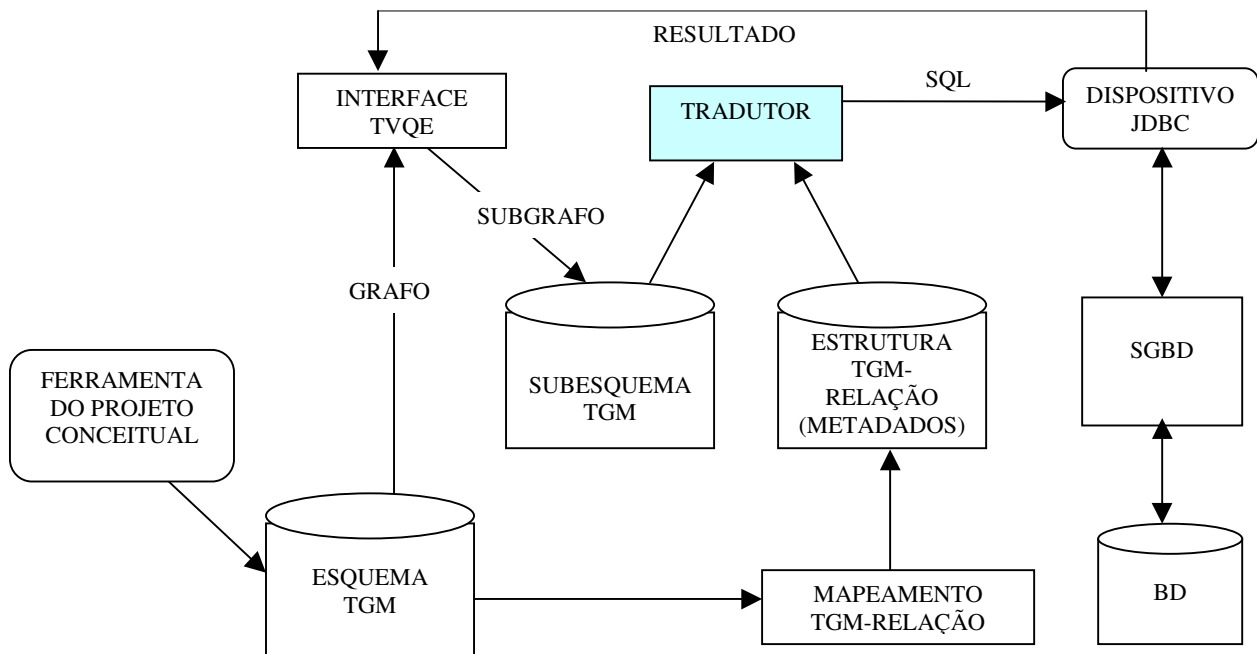 RESULTADO
INTERFACE
TVQE
TRADUTOR
SQL
DISPOSITIVO
JDBC
SUBGRAFO
GRAFO
SUBESQUEMA
TGM
ESTRUTURA
TGM-
RELAÇÃO
(METADADOS)
SGBD
FERRAMENTA
DO PROJETO
CONCEITUAL
ESQUEMA
TGM
MAPEAMENTO
TGM-RELAÇÃO
BD